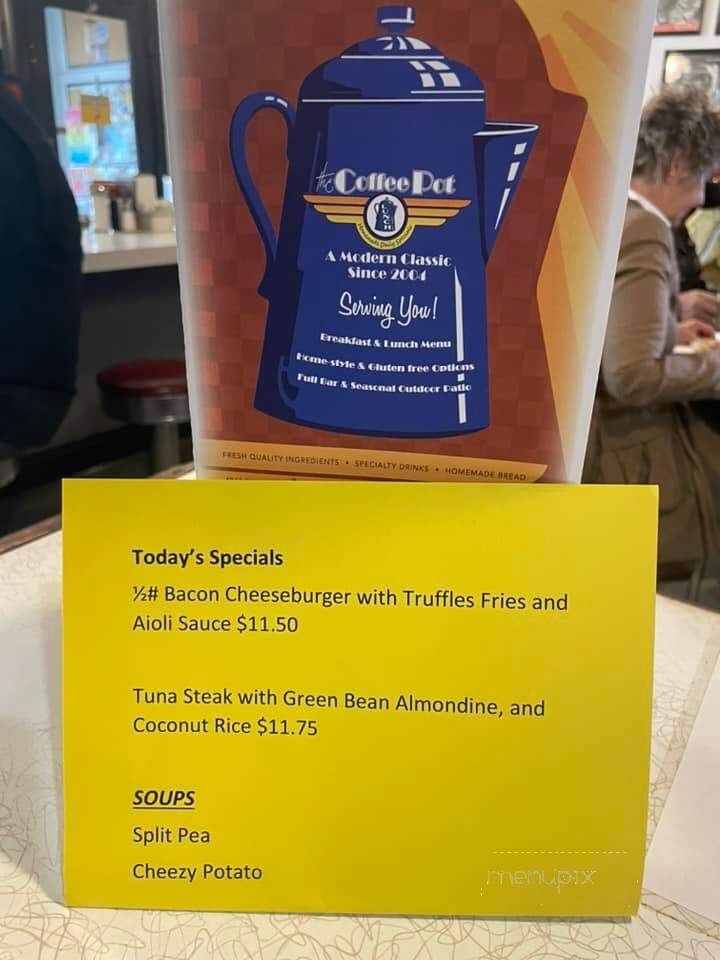 the Coffee Pot
LUNCH
A Modern Classic
Since 2004
Serving You!
Breakfast & Lunch Menu
Home-style & Gluten free Options
Full Bar & Seasonal Outdoor Patio
FRESH QUALITY INGREDIENTS • SPECIALTY DRINKS • HOMEMADE BREAD
Today's Specials
½# Bacon Cheeseburger with Truffles Fries and
Aioli Sauce $11.50
Tuna Steak with Green Bean Almondine, and
Coconut Rice $11.75
SOUPS
Split Pea
Cheezy Potato
menupix